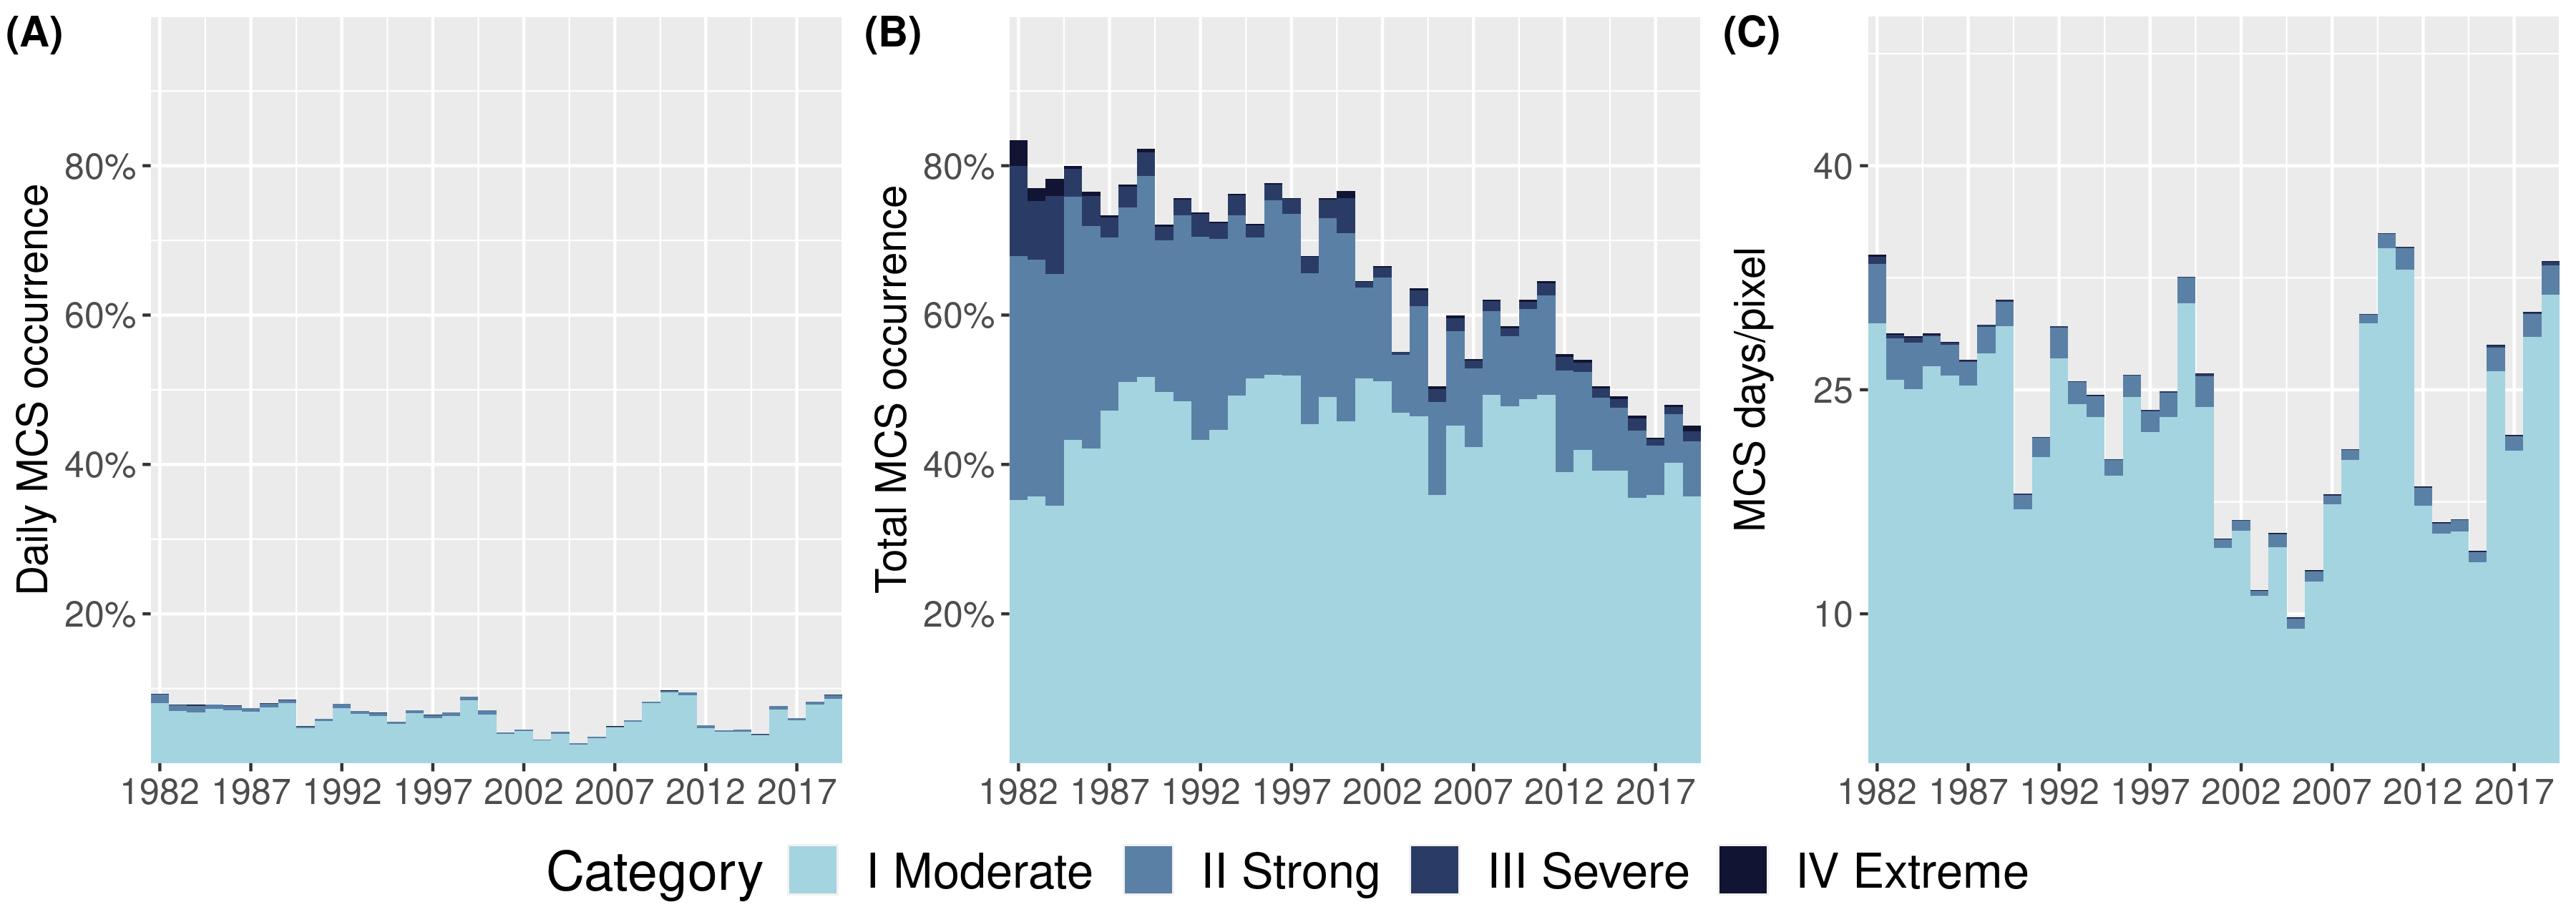 (A)
Daily MCS occurrence
80%
60%
40%
20%
1982 1987 1992 1997 2002 2007 2012 2017
(B)
Total MCS occurrence
80%
60%
40%
20%
1982 1987 1992 1997 2002 2007 2012 2017
(C)
MCS days/pixel
40
25
10
1982 1987 1992 1997 2002 2007 2012 2017
Category I Moderate II Strong III Severe IV Extreme